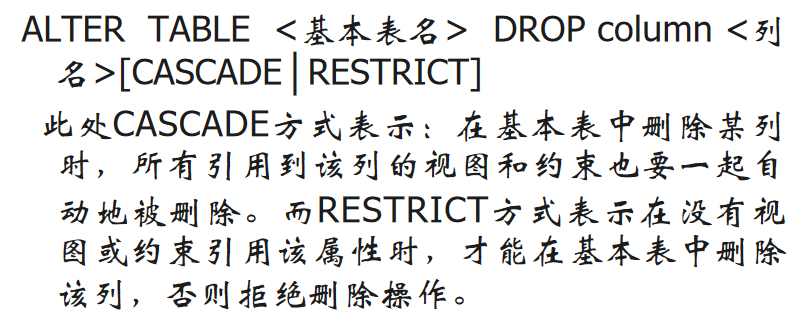 ALTER TABLE <基本表名> DROP column <列
名>[CASCADE|RESTRICT]
此处CASCADE方式表示：在基本表中删除某列
时，所有引用到该列的视图和约束也要一起自
动地被删除。而RESTRICT方式表示在没有视
图或约束引用该属性时，才能在基本表中删除
该列，否则拒绝删除操作。